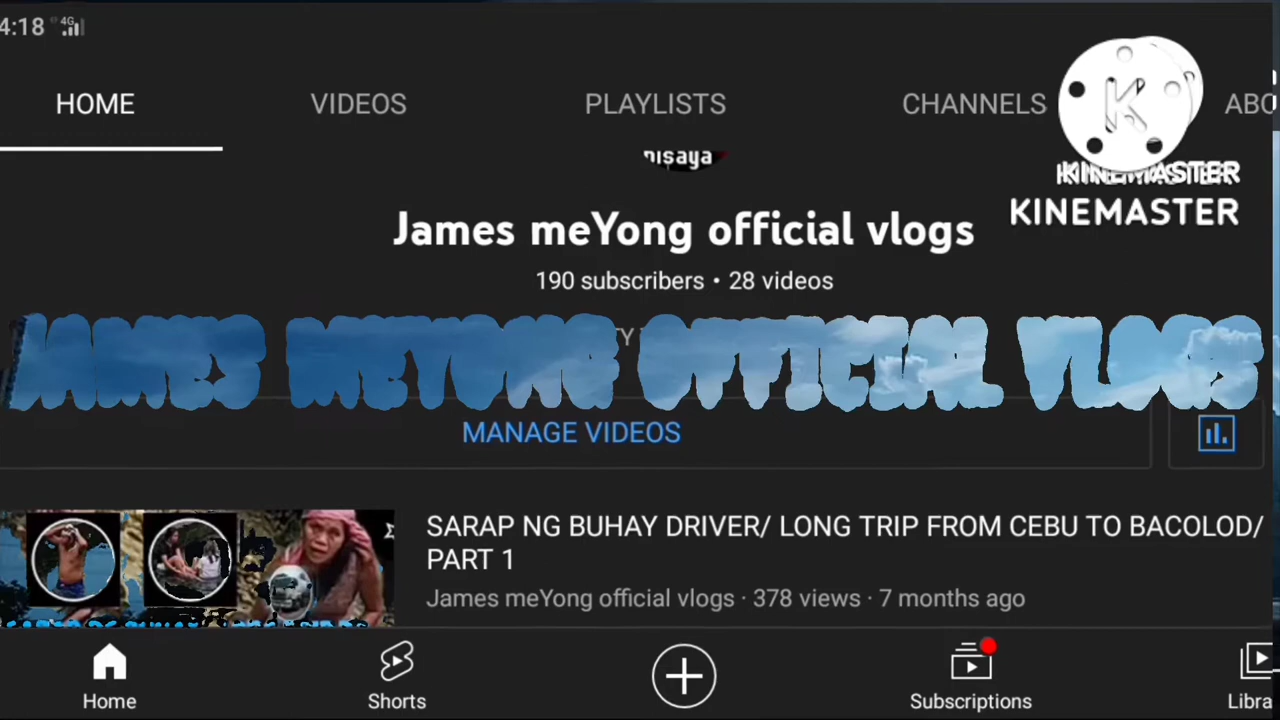 4:18 4G
HOME VIDEOS PLAYLISTS CHANNELS ABO
K
KINEMASTER
KINEMASTER
James meYong official vlogs
190 subscribers • 28 videos
JAMES MEYONG OFFICIAL VLOGS
MANAGE VIDEOS
SARAP NG BUHAY DRIVER/ LONG TRIP FROM CEBU TO BACOLOD/
PART 1
James meYong official vlogs · 378 views · 7 months ago
Home Shorts Subscriptions Libra